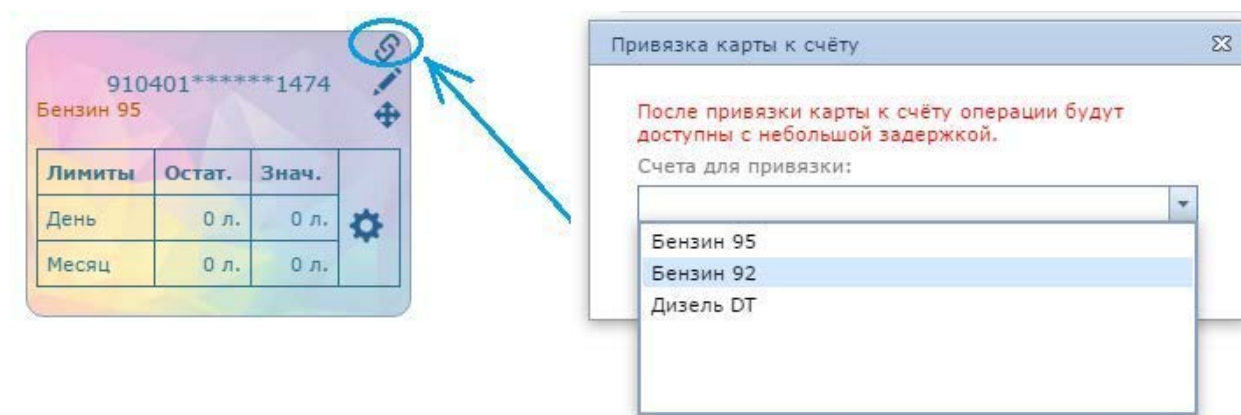 910401******1474
Бензин 95
Лимиты Остат. Знач.
День 0 л. 0 л.
Месяц 0 л. 0 л.
Привязка карты к счёту
После привязки карты к счёту операции будут
доступны с небольшой задержкой.
Счета для привязки:
Бензин 95
Бензин 92
Дизель DT